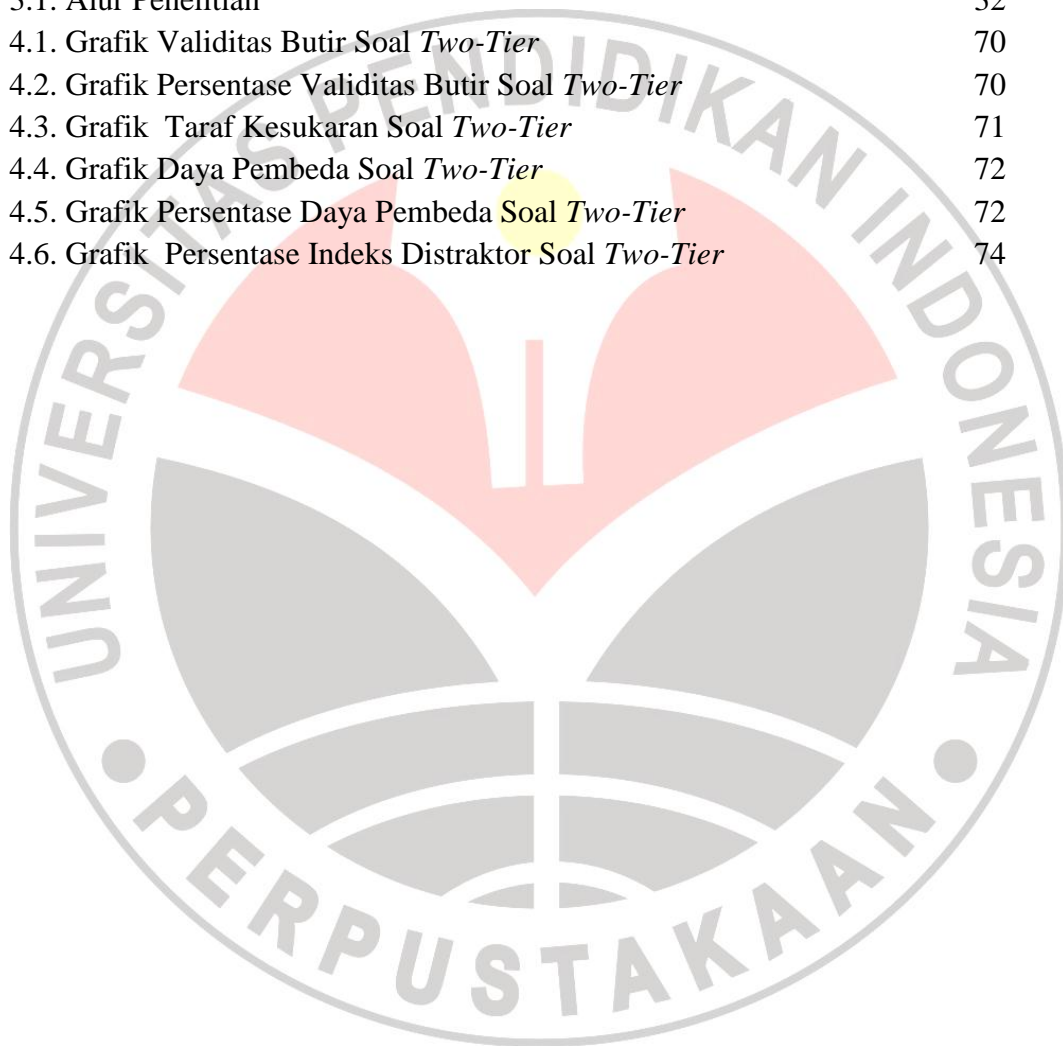 3.1. Alur Penelitian 52
4.1. Grafik Validitas Butir Soal Two-Tier 70
4.2. Grafik Persentase Validitas Butir Soal Two-Tier 70
4.3. Grafik Taraf Kesukaran Soal Two-Tier 71
4.4. Grafik Daya Pembeda Soal Two-Tier 72
4.5. Grafik Persentase Daya Pembeda Soal Two-Tier 72
4.6. Grafik Persentase Indeks Distraktor Soal Two-Tier 74
UNIVERSITAS PENDIDIKAN INDONESIA
PERPUSTAKAAN